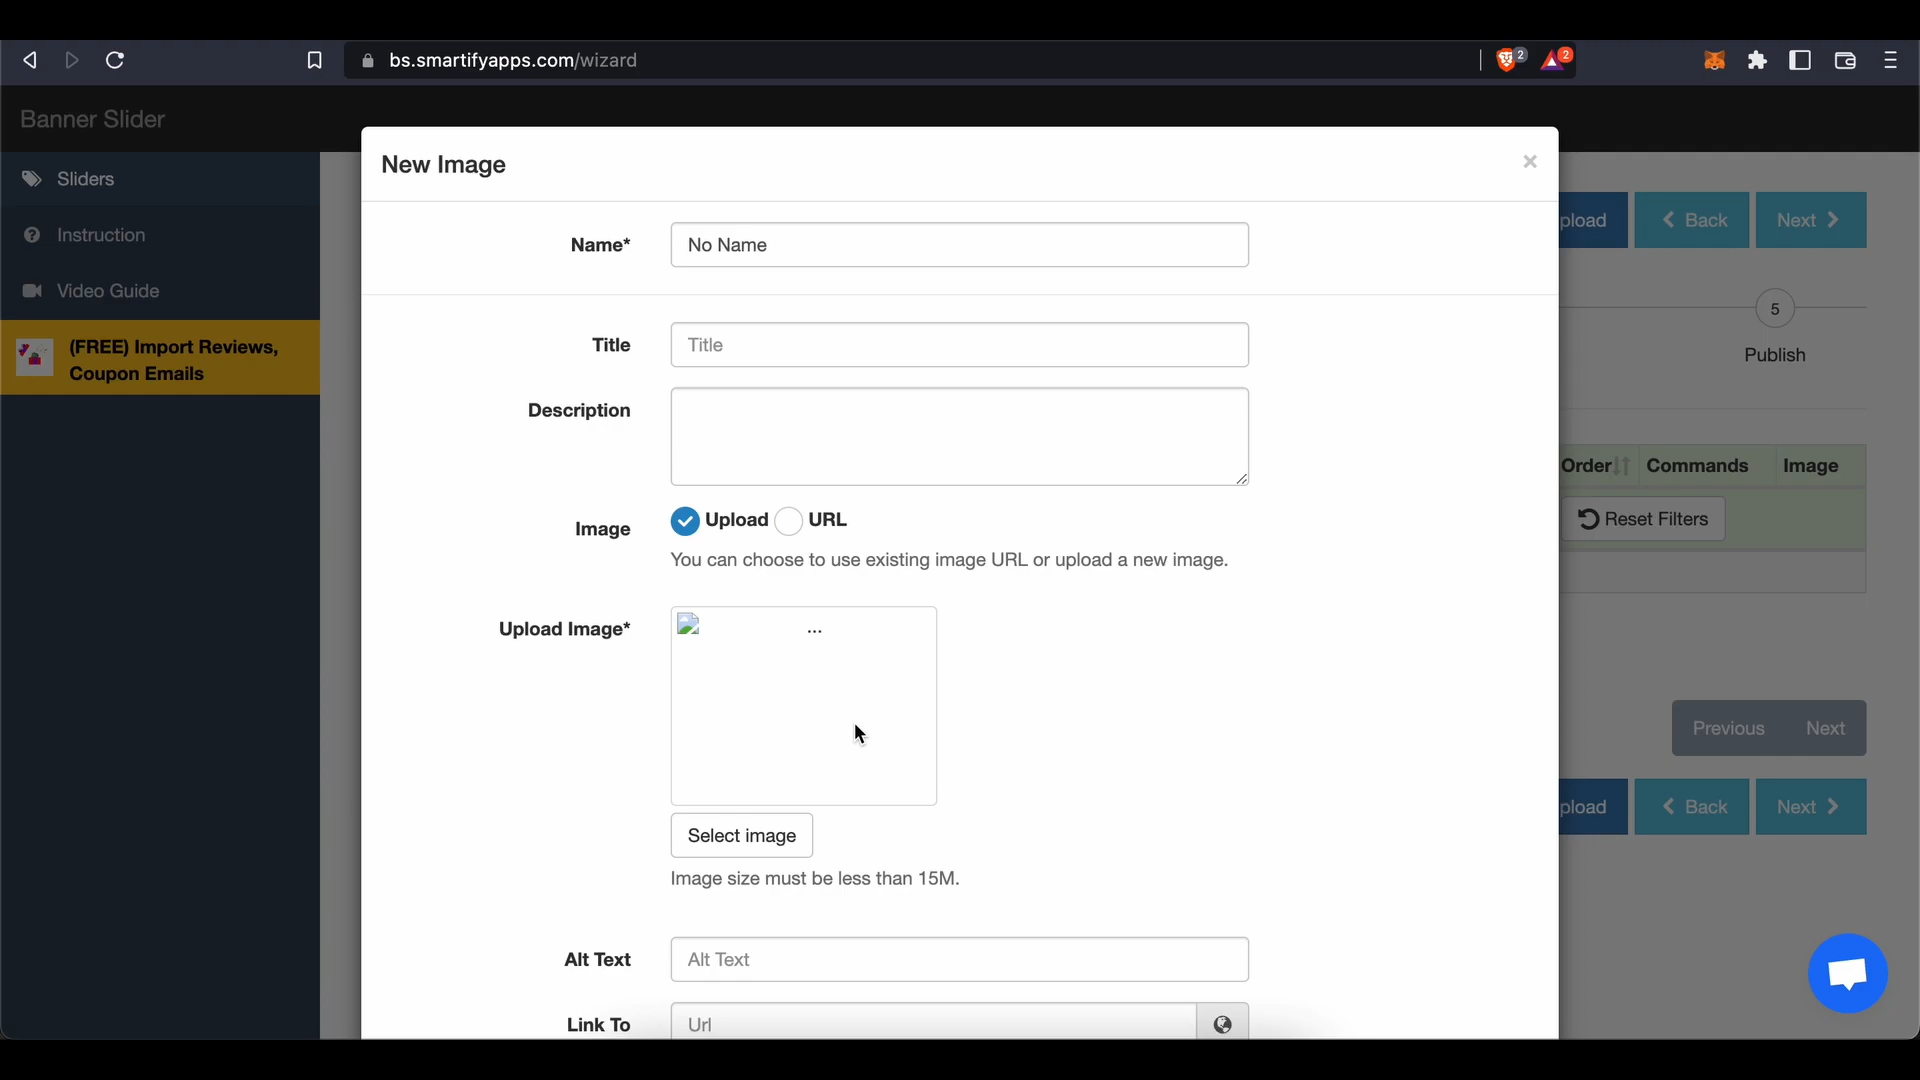 bs.smartifyapps.com/wizard
2
2
Banner Slider
Sliders
Instruction
Video Guide
(FREE) Import Reviews,
Coupon Emails
New Image
×
Name*
No Name
Title
Title
Description
Image
Upload
URL
You can choose to use existing image URL or upload a new image.
Upload Image*
...
Select image
Image size must be less than 15M.
Alt Text
Alt Text
Link To
Url
pload
Back
Next
5
Publish
Order
Commands
Image
Reset Filters
Previous
Next
pload
Back
Next